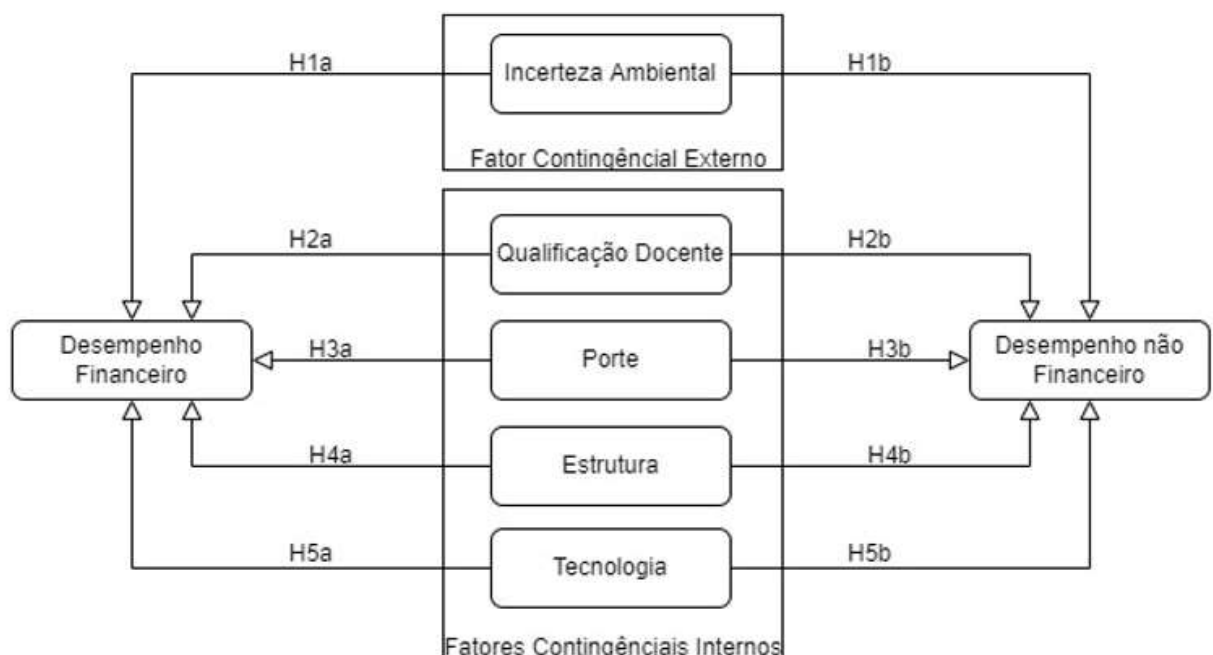 H1a
Incerteza Ambiental
H1b
Fator Contingêncial Externo
H2a
Qualificação Docente
H2b
Desempenho
Financeiro
H3a
Porte
H3b
Desempenho não
Financeiro
H4a
Estrutura
H4b
H5a
Tecnologia
H5b
Fatores Contingênciais Internos